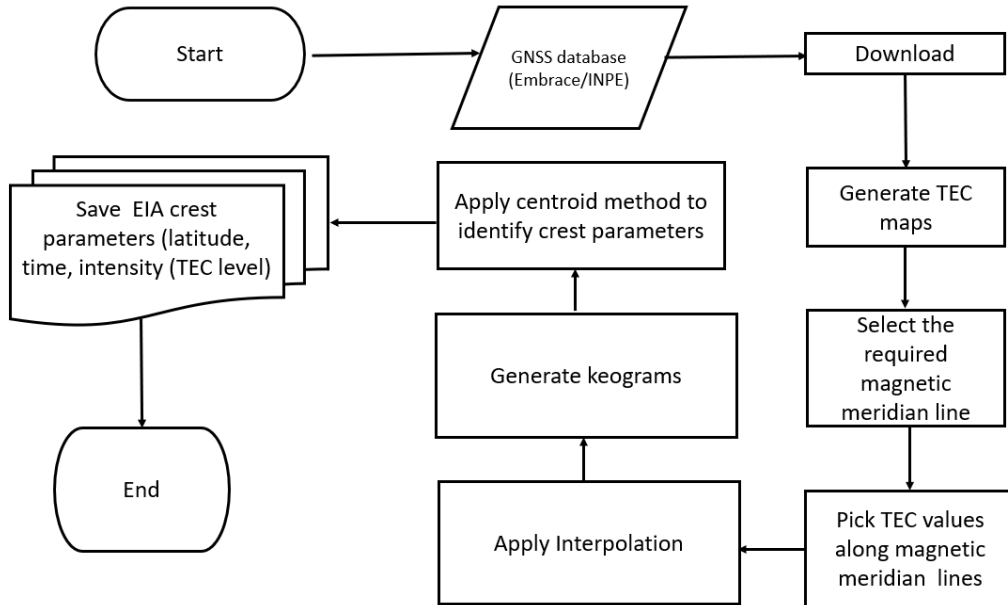 Start
GNSS database
(Embrace/INPE)
Download
Generate TEC
maps
Select the
required
magnetic
meridian line
Pick TEC values
along magnetic
meridian lines
Apply Interpolation
Generate keograms
Apply centroid method to
identify crest parameters
Save EIA crest
parameters (latitude,
time, intensity (TEC level)
End